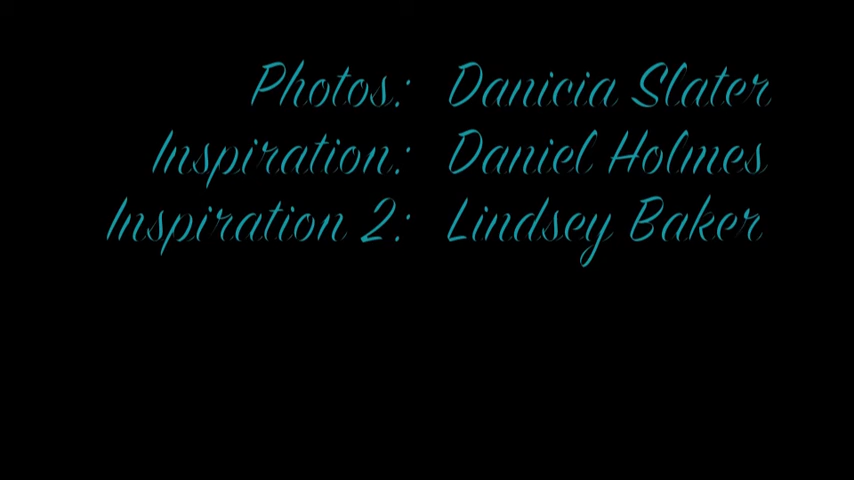 Photos: Danicia Slater
Inspiration: Daniel Holmes
Inspiration 2: Lindsey Baker